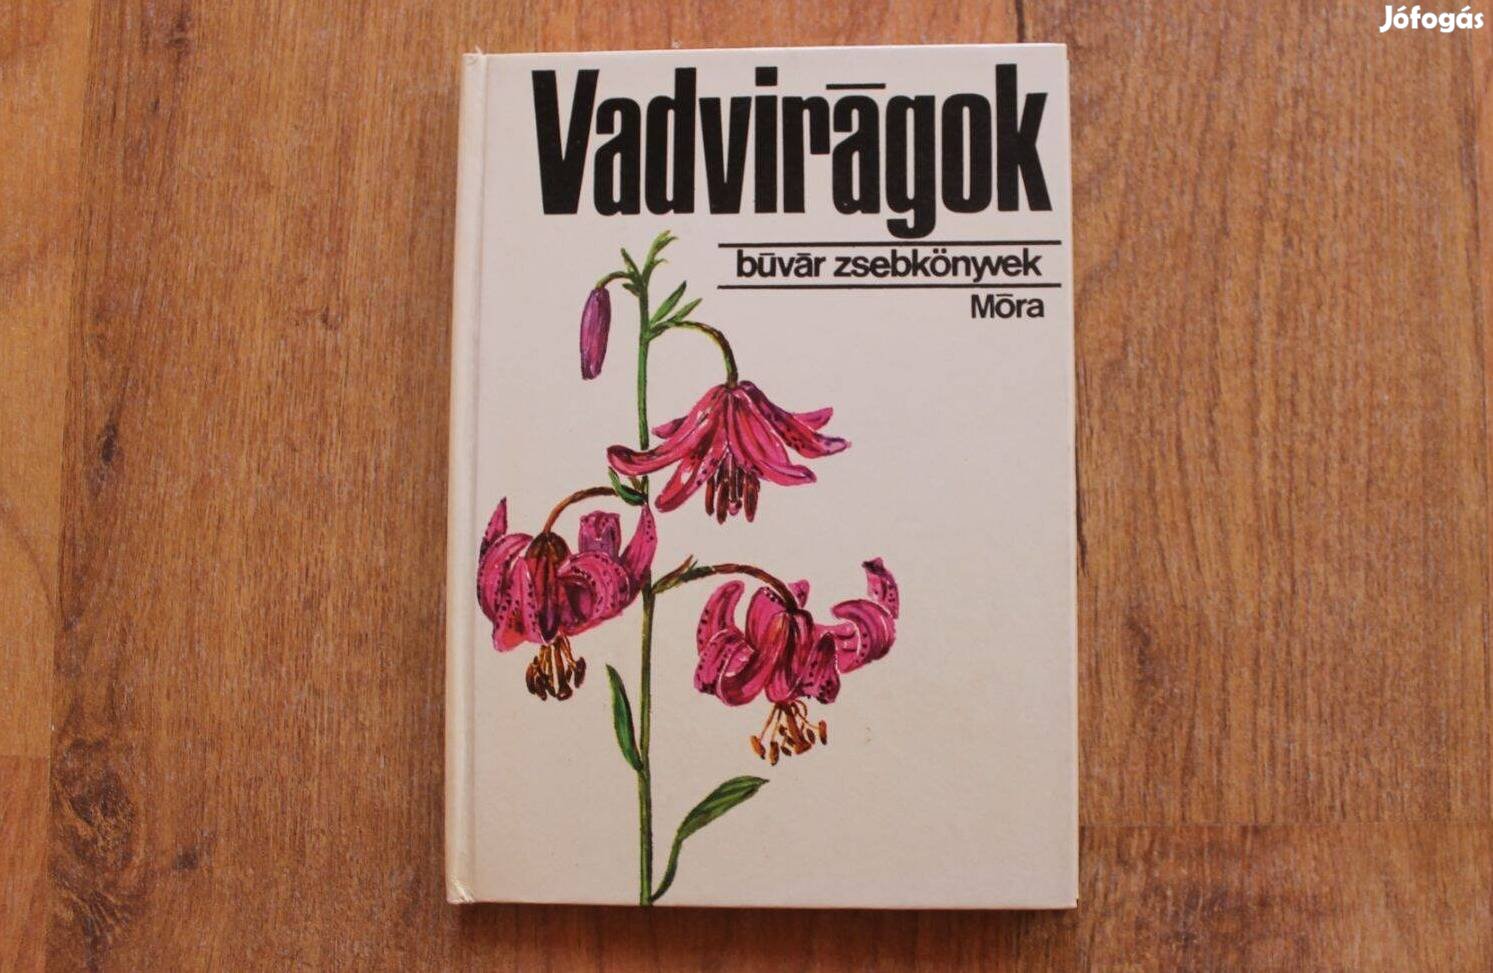 Jófogás
Vadvirágok
búvár zsebkönyvek
Móra